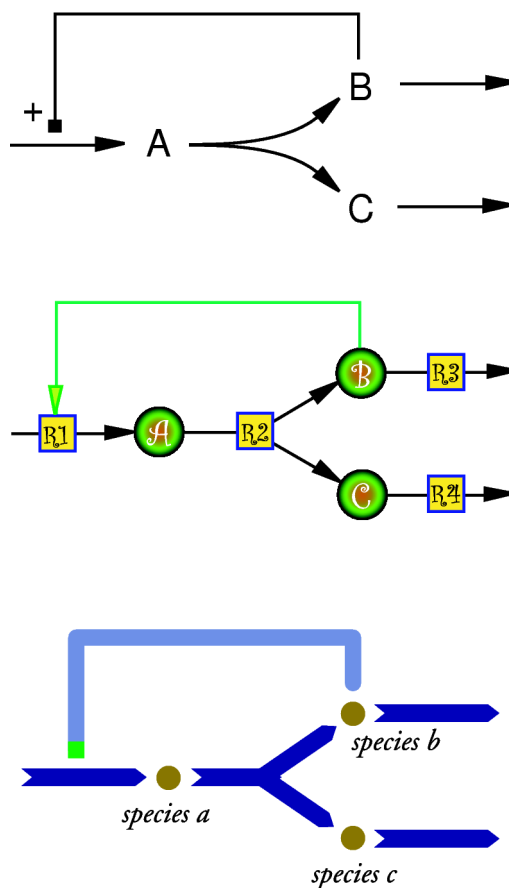 B
+
A
C
B
R3
R1
A
R2
C
R4
species b
species a
species c